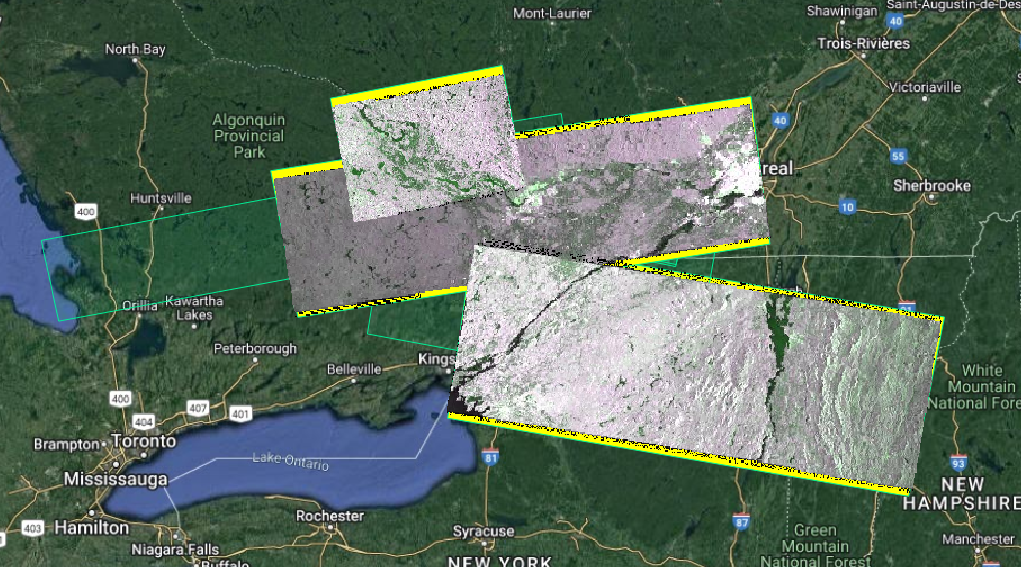 Mont-Laurier
Shawinigan
Saint-Augustin-de-Des
40
Trois-Rivières
North Bay
Victoriaville
Algonquin
Provincial
Park
40
55
real
Sherbrooke
Huntsville
10
400
Orillia
Kawartha
Lakes
Peterborough
Kings
Belleville
White
Mountain
National Fore
400
407
401
404
Brampton
Toronto
Lake Ontario
81
93
Mississauga
NEW
HAMPSHIRE
Rochester
Hamilton
403
87
Syracuse
Green
Mountain
National Forest
Manchester
Niagara Falls
Buffalo
NEW YORK